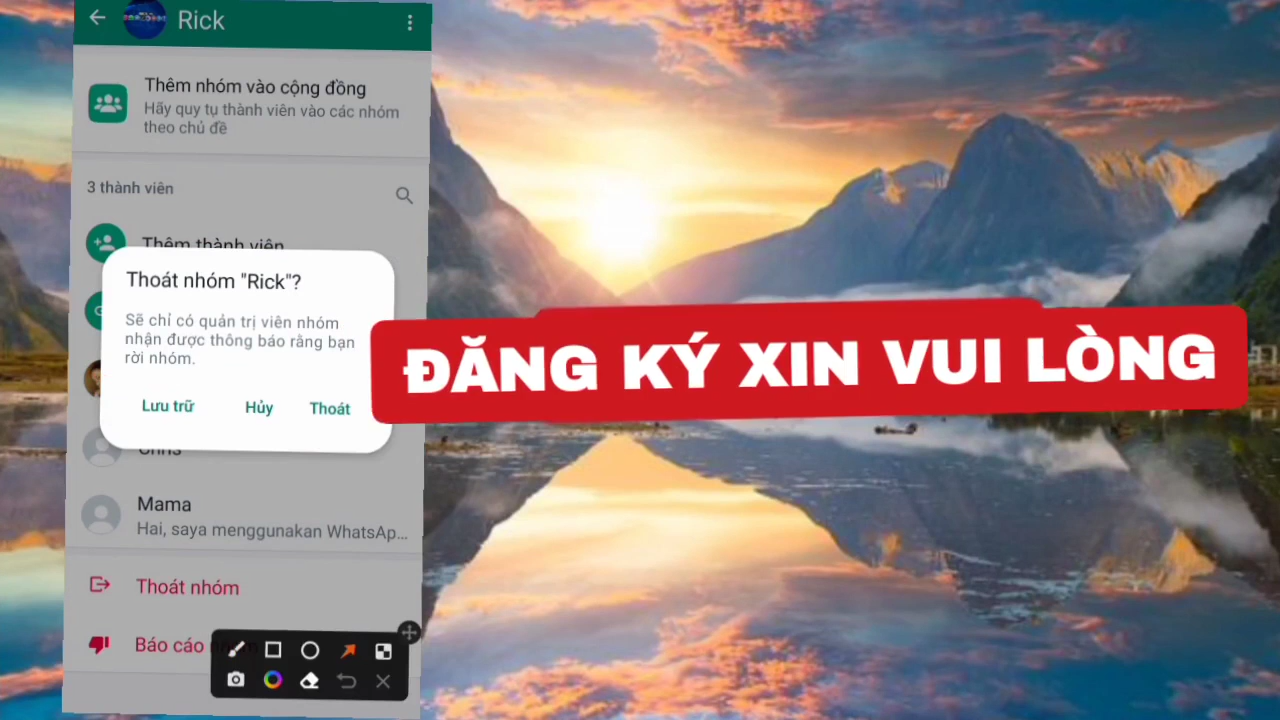 Rick
Thêm nhóm vào cộng đồng
Hãy quy tụ thành viên vào các nhóm
theo chủ đề
3 thành viên
Thêm thành viên
Thoát nhóm "Rick"?
Sẽ chỉ có quản trị viên nhóm
nhận được thông báo rằng bạn
rời nhóm.
Lưu trữ
Hủy
Thoát
ĐĂNG KÝ XIN VUI LÒNG
Chris
Mama
Hai, saya menggunakan WhatsAp...
Thoát nhóm
Báo cáo